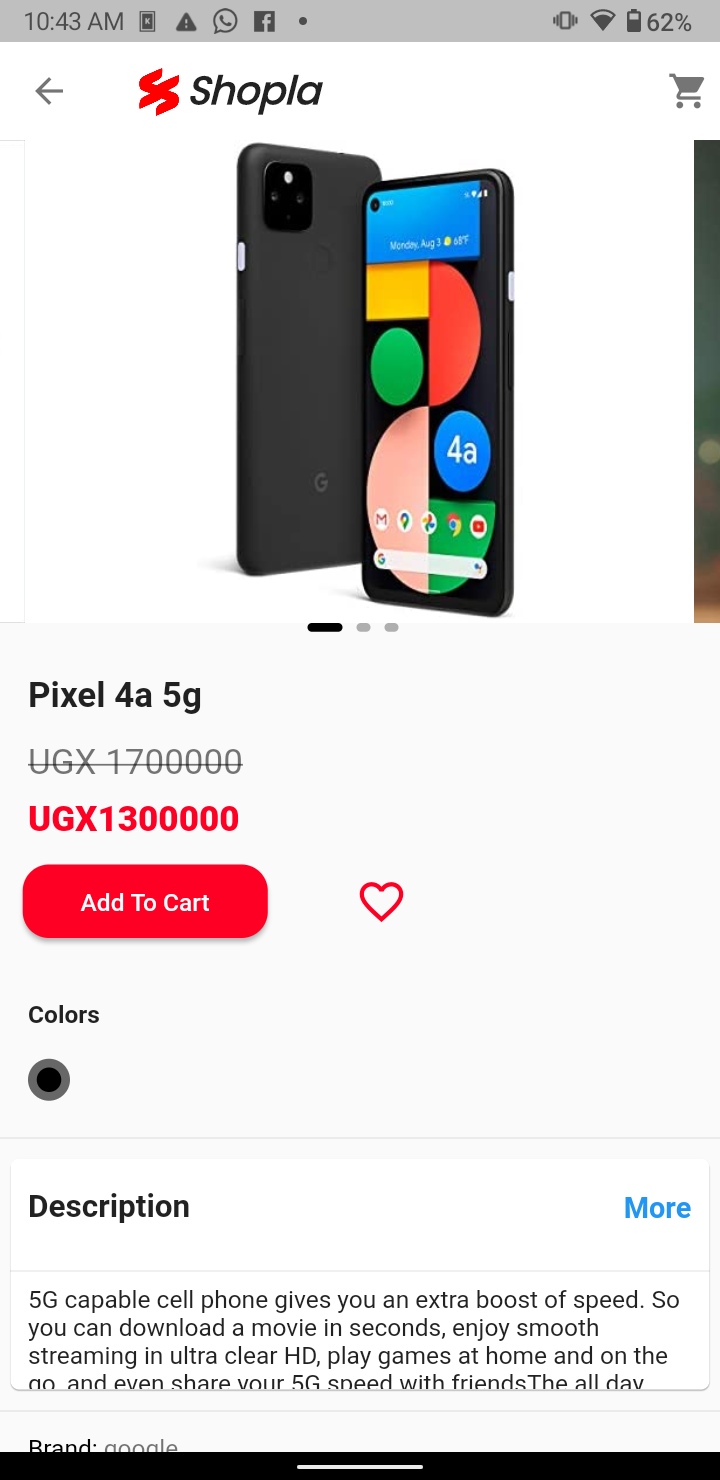 10:43 AM
62%
Shopla
Monday, Aug 3 68°F
4a
Pixel 4a 5g
UGX 1700000
UGX1300000
Add To Cart
Colors
Description
More
5G capable cell phone gives you an extra boost of speed. So
you can download a movie in seconds, enjoy smooth
streaming in ultra clear HD, play games at home and on the
go, and even share your 5G speed with friendsThe all day
Brand: google